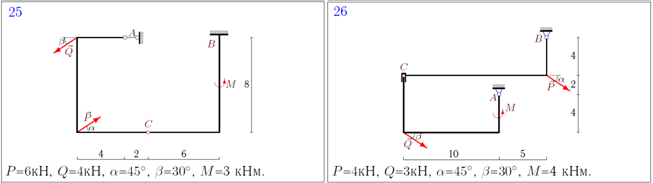 25
A
β
Q
B
M
8
P
α
C
4
2
6
P=6кН, Q=4кН, α=45°, β=30°, M=3 кНм.
26
B
4
C
P
α
2
A
M
4
Q
β
10
5
P=4кН, Q=3кН, α=45°, β=30°, M=4 кНм.